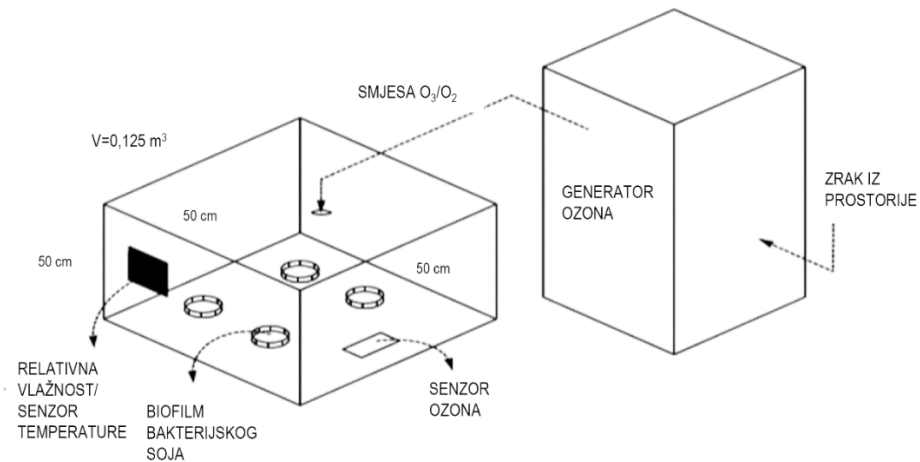 SMJESA O₃/O₂
V=0,125 m³
GENERATOR
OZONA
ZRAK IZ
PROSTORIJE
50 cm
50 cm
50 cm
RELATIVNA
VLAŽNOST/
SENZOR
TEMPERATURE
BIOFILM
BAKTERIJSKOG
SOJA
SENZOR
OZONA